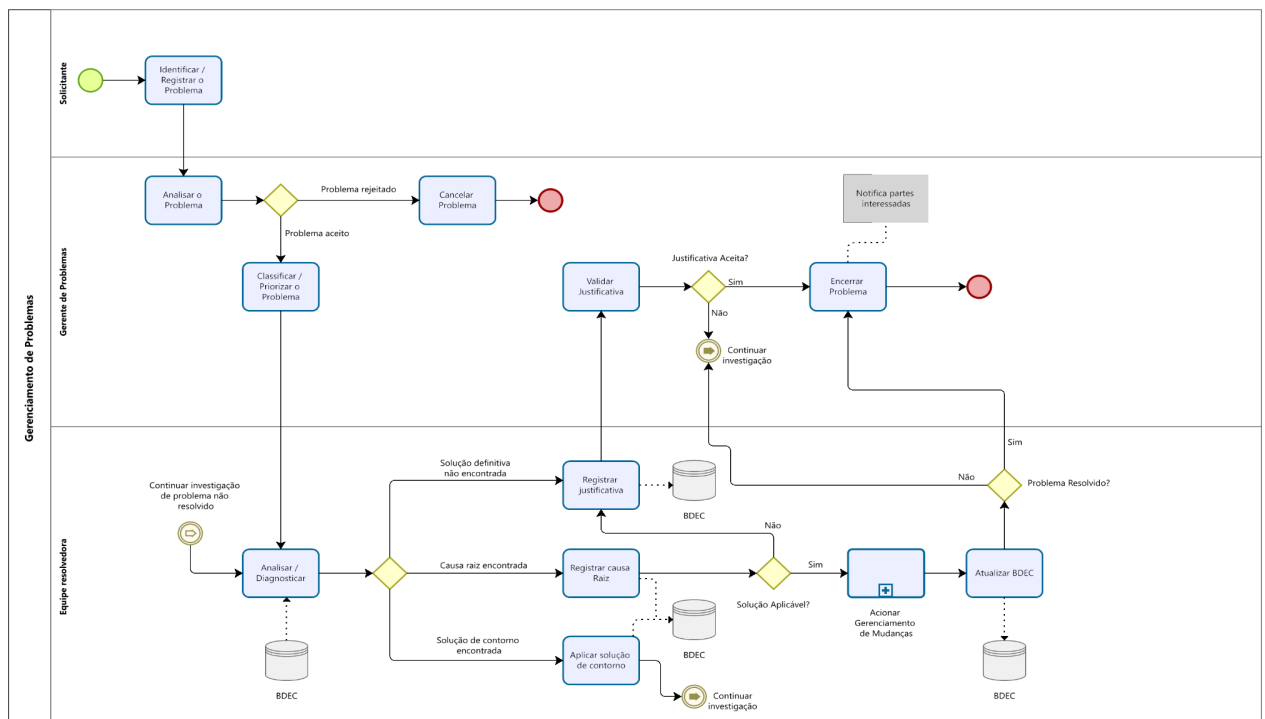 Gerenciamento de Problemas
Solicitante
Identificar /
Registrar o
Problema
Gerente de Problemas
Analisar o
Problema
Problema rejeitado
Cancelar
Problema
Problema aceito
Classificar /
Priorizar o
Problema
Notifica partes
interessadas
Validar
Justificativa
Justificativa Aceita?
Sim
Não
Encerrar
Problema
Continuar
investigação
Equipe resolvedora
Continuar investigação
de problema não
resolvido
Analisar /
Diagnosticar
BDEC
Solução definitiva
não encontrada
Registrar
justificativa
BDEC
Causa raiz encontrada
Registrar causa
Raiz
BDEC
Solução de contorno
encontrada
Aplicar solução
de contorno
Continuar
investigação
Não
Solução Aplicável?
Sim
Acionar
Gerenciamento
de Mudanças
Atualizar BDEC
BDEC
Não
Problema Resolvido?
Sim